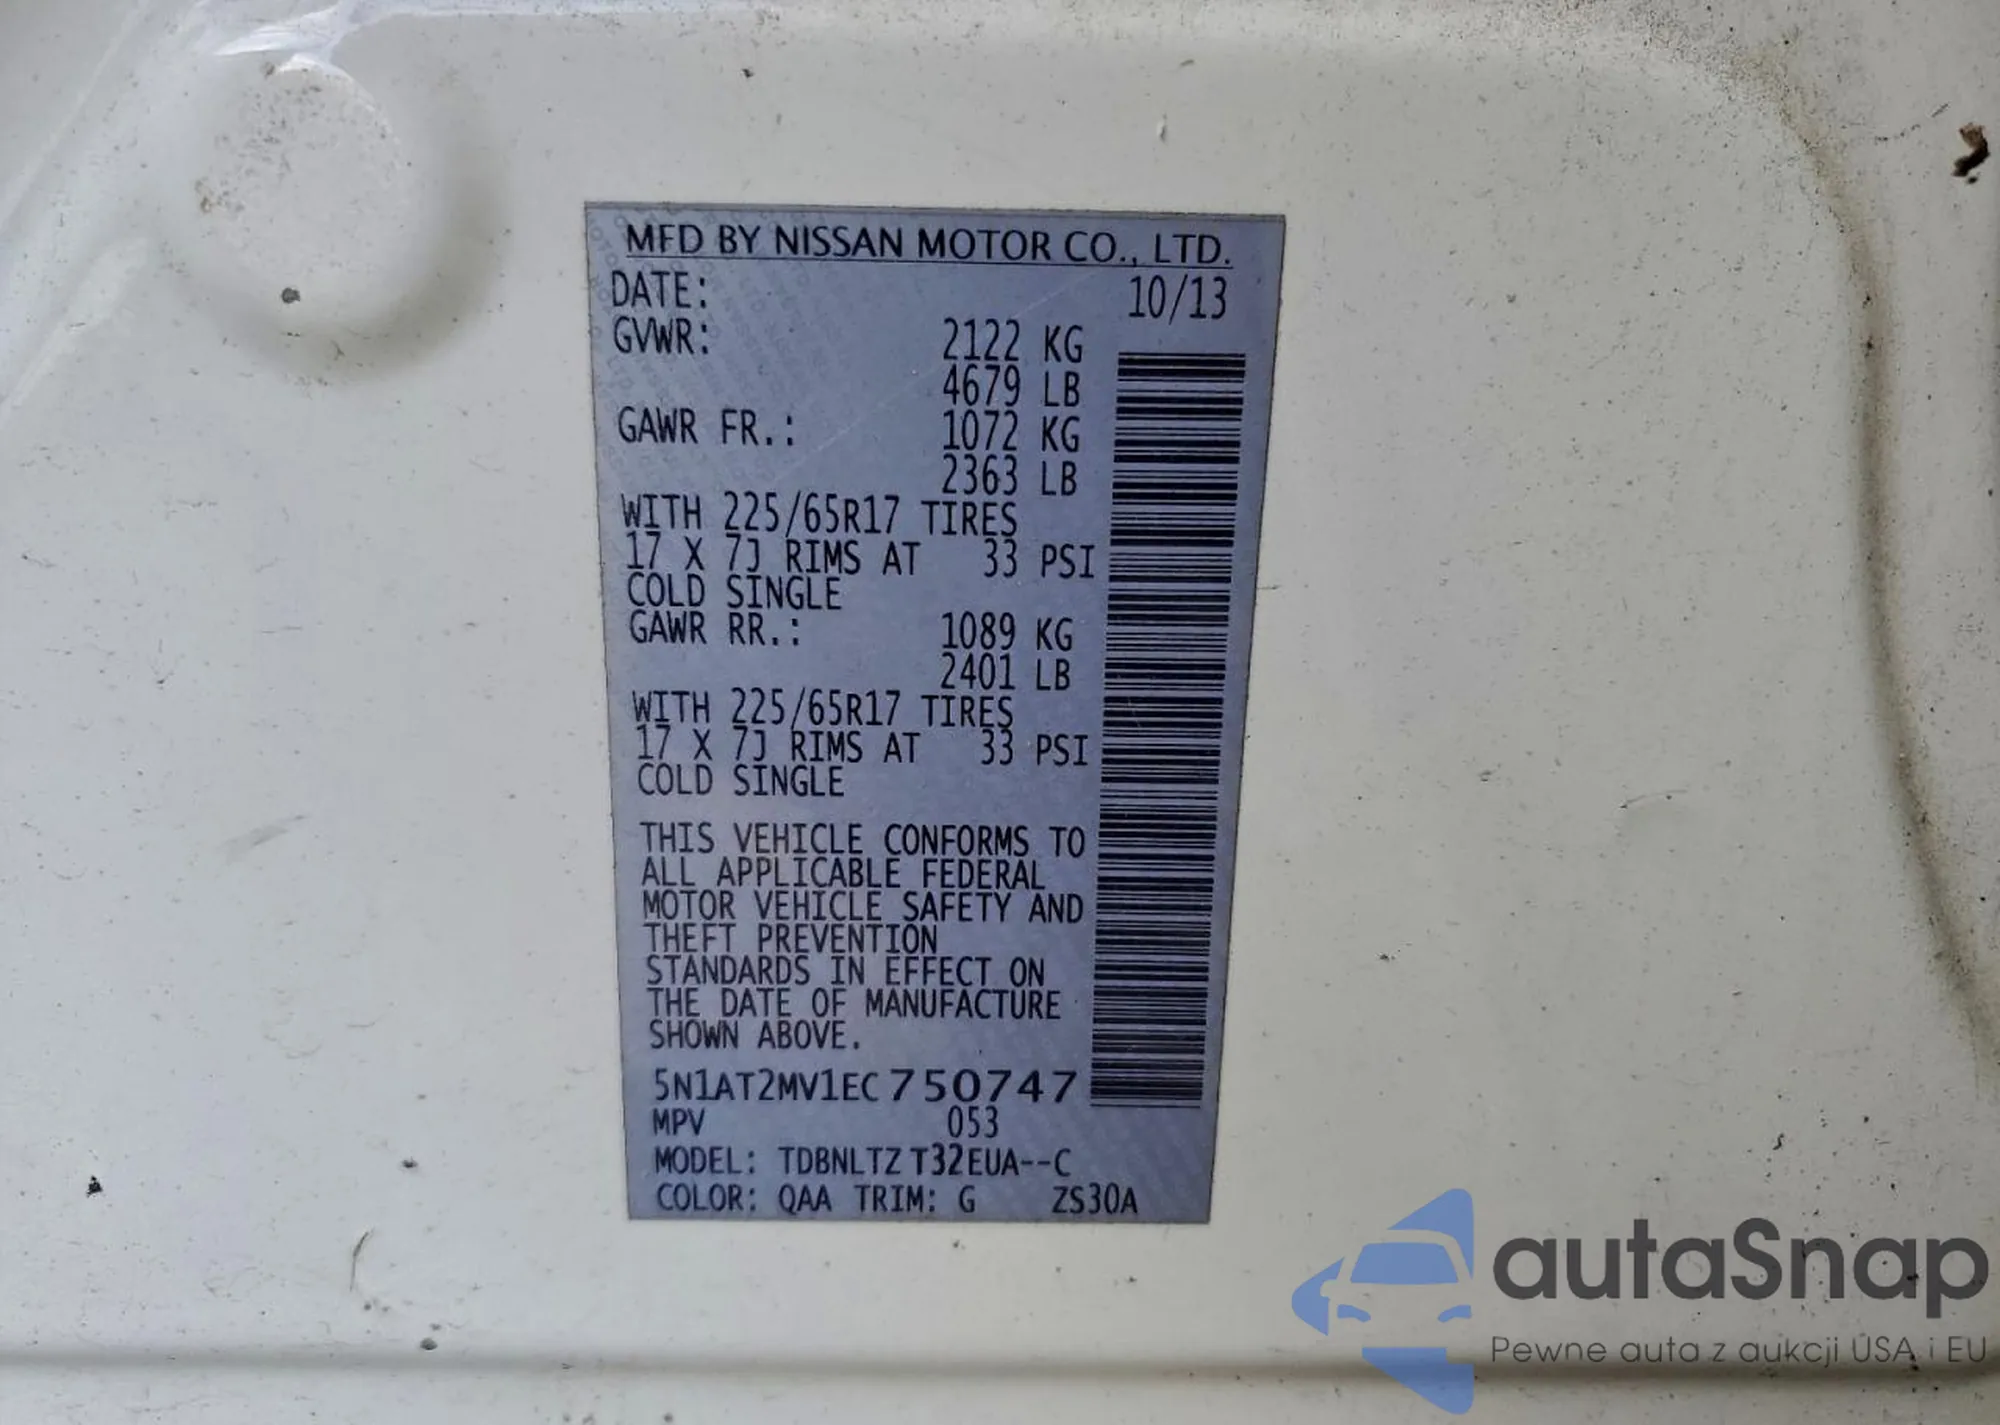 MFD BY NISSAN MOTOR CO., LTD.
DATE: 10/13
GVWR: 2122 KG
4679 LB
GAWR FR.: 1072 KG
2363 LB
WITH 225/65R17 TIRES
17 X 7J RIMS AT 33 PSI
COLD SINGLE
GAWR RR.: 1089 KG
2401 LB
WITH 225/65R17 TIRES
17 X 7J RIMS AT 33 PSI
COLD SINGLE
THIS VEHICLE CONFORMS TO
ALL APPLICABLE FEDERAL
MOTOR VEHICLE SAFETY AND
THEFT PREVENTION
STANDARDS IN EFFECT ON
THE DATE OF MANUFACTURE
SHOWN ABOVE.
5N1AT2MV1EC750747
MPV 053
MODEL: TDBNLTZ T32EUA--C
COLOR: QAA TRIM: G ZS30A
autaSnap
Pewne auta z aukcji USA i EU